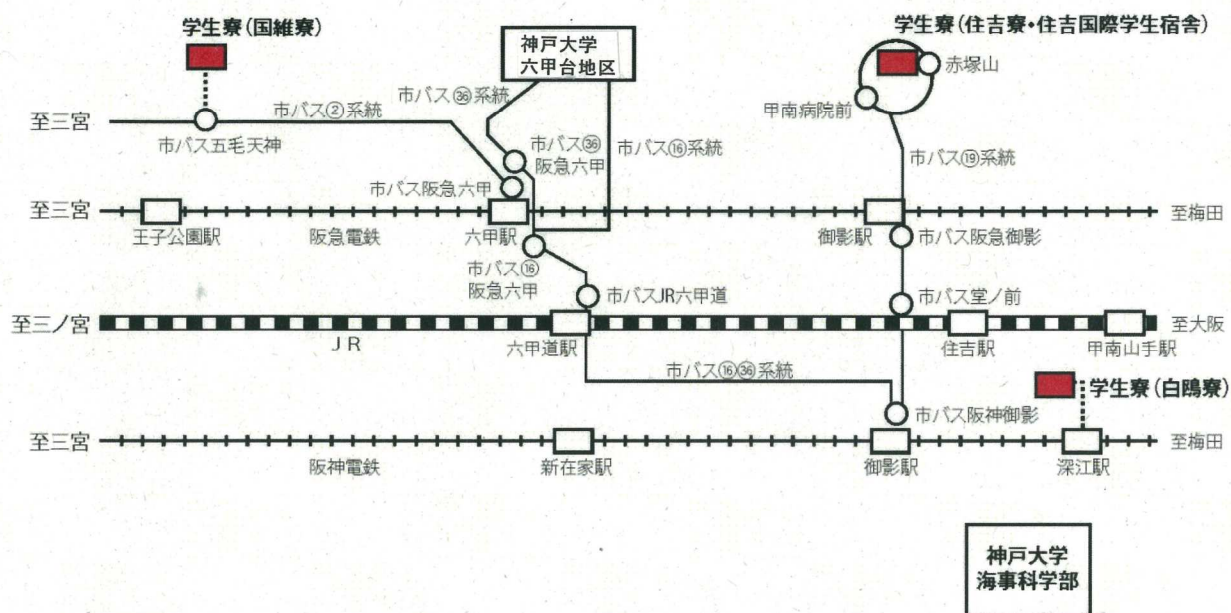 学生寮(国維寮)
神戸大学
六甲台地区
学生寮(住吉寮・住吉国際学生宿舎)
赤塚山
甲南病院前
市バス㊱系統
市バス②系統
至三宮
市バス五毛天神
市バス㊱
阪急六甲
市バス⑯系統
市バス⑲系統
市バス阪急六甲
至三宮
至梅田
王子公園駅
阪急電鉄
六甲駅
御影駅
市バス阪急御影
市バス⑯
阪急六甲
市バスJR六甲道
市バス堂ノ前
至三ノ宮
至大阪
JR
六甲道駅
住吉駅
甲南山手駅
市バス⑯㊱系統
学生寮(白鴎寮)
市バス阪神御影
至三宮
至梅田
阪神電鉄
新在家駅
御影駅
深江駅
神戸大学
海事科学部